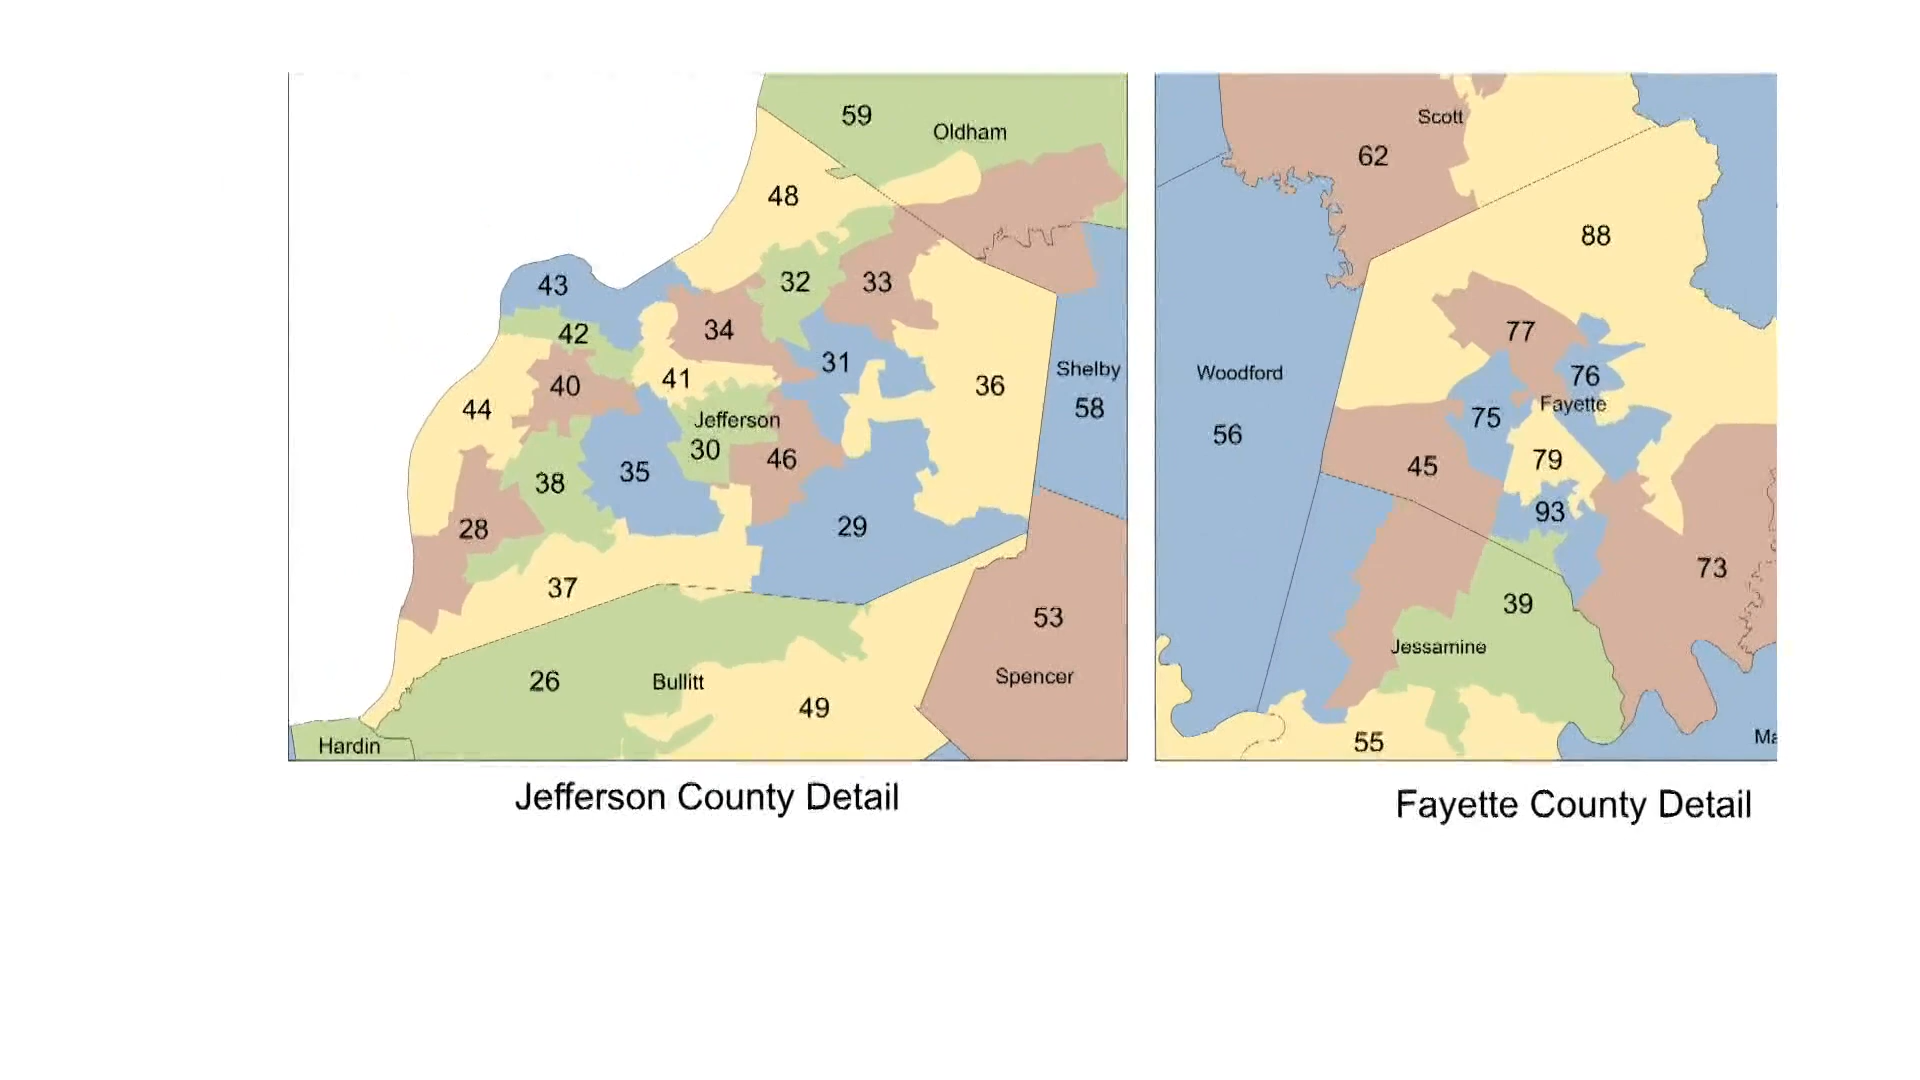 59
Oldham
48
43
32
33
42
34
31
Shelby
41
36
40
44
58
Jefferson
30
46
35
38
28
29
37
53
26
Bullitt
Spencer
49
Hardin
Jefferson County Detail
Scott
62
88
77
Woodford
76
Fayette
75
56
79
45
93
73
39
Jessamine
Ma
55
Fayette County Detail